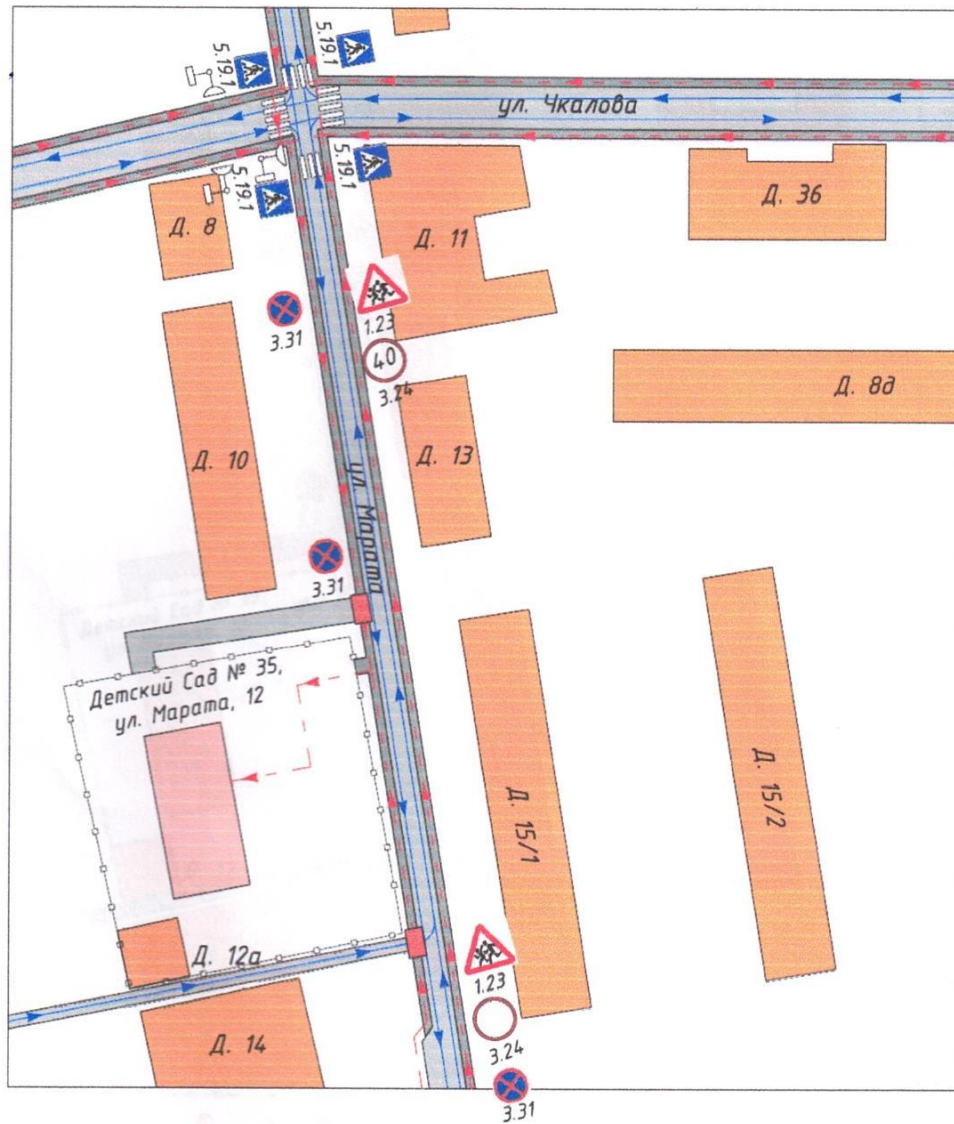 5.19.1
5.19.1
ул. Чкалова
5.19.1
5.19.1
Д. 8
Д. 11
Д. 36
3.31
1.23
40
3.24
Д. 8д
Д. 10
Д. 13
ул. Марата
3.31
Детский Сад № 35,
ул. Марата, 12
Д. 15/1
Д. 15/2
Д. 12а
1.23
Д. 14
3.24
3.31